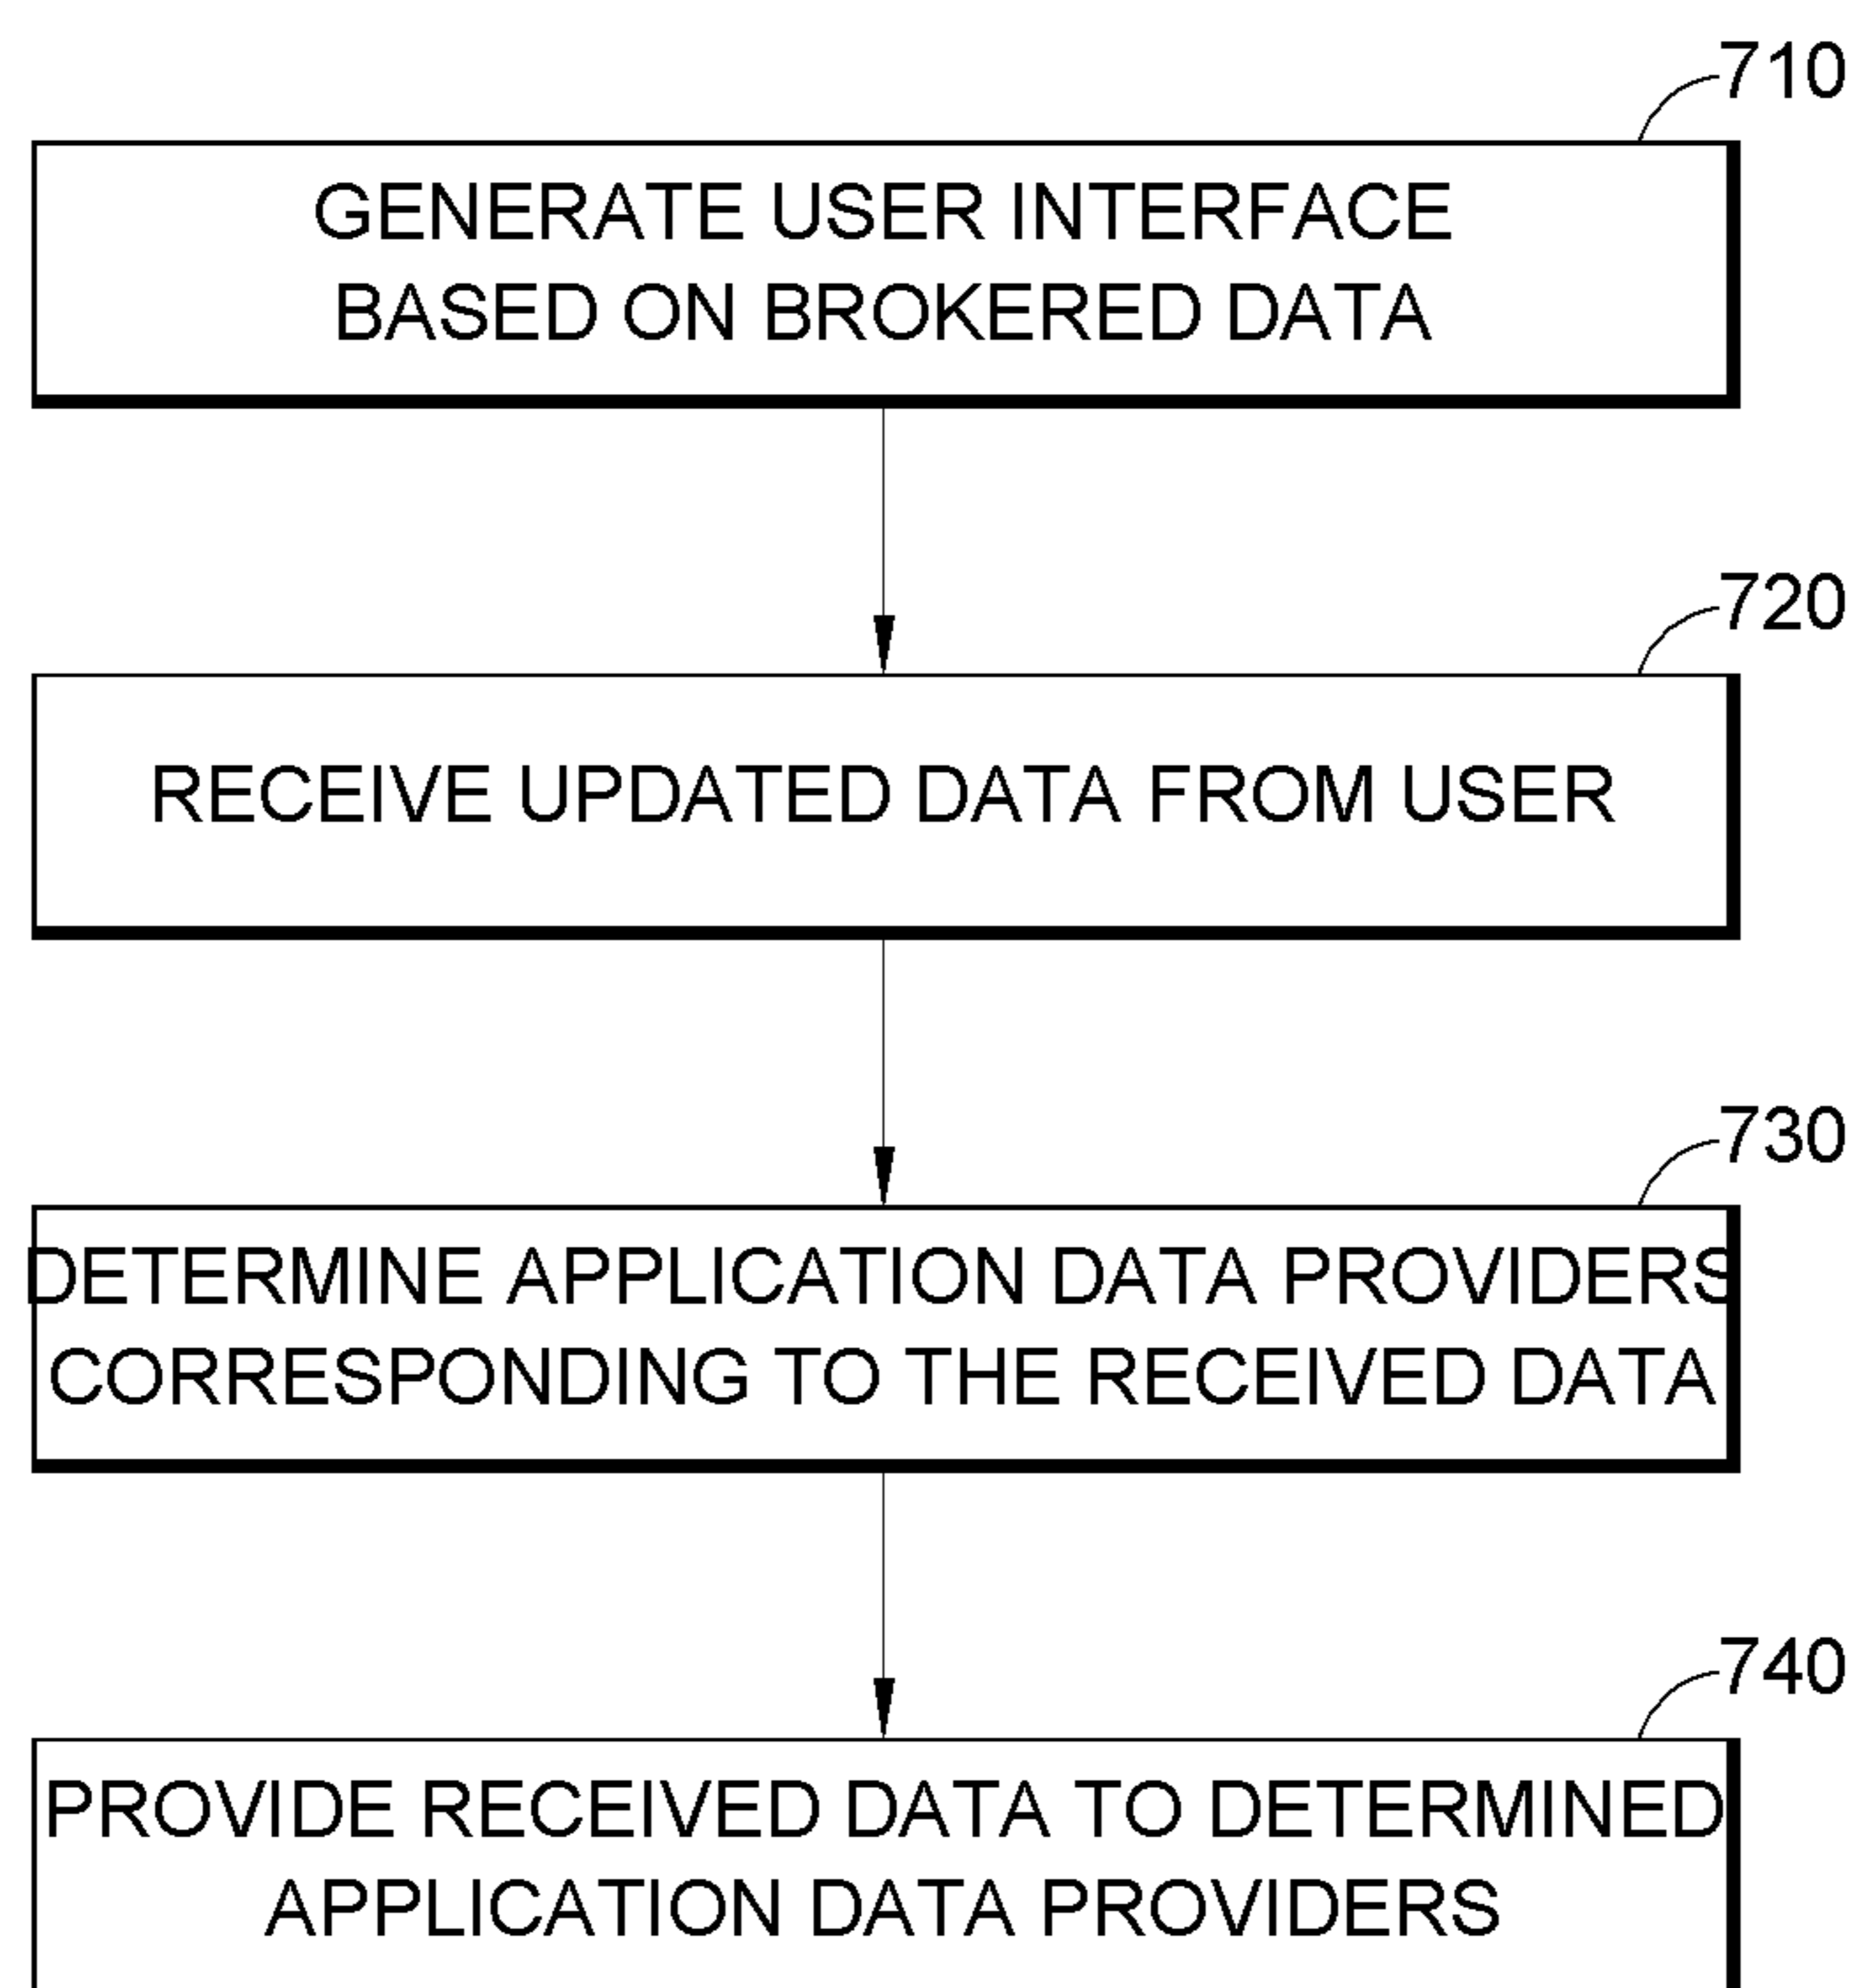 710
GENERATE USER INTERFACE
BASED ON BROKERED DATA
720
RECEIVE UPDATED DATA FROM USER
730
DETERMINE APPLICATION DATA PROVIDERS
CORRESPONDING TO THE RECEIVED DATA
740
PROVIDE RECEIVED DATA TO DETERMINED
APPLICATION DATA PROVIDERS